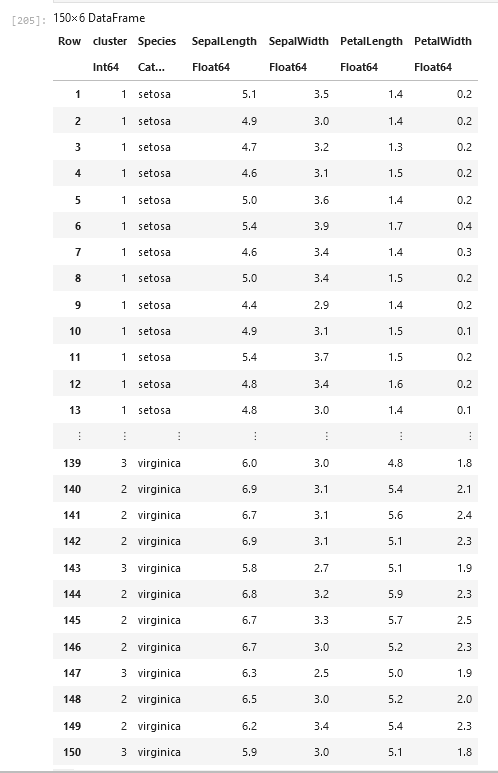 [205]: 150×6 DataFrame
Row cluster Species SepalLength SepalWidth PetalLength PetalWidth
Int64 Cat... Float64 Float64 Float64 Float64
1 1 setosa 5.1 3.5 1.4 0.2
2 1 setosa 4.9 3.0 1.4 0.2
3 1 setosa 4.7 3.2 1.3 0.2
4 1 setosa 4.6 3.1 1.5 0.2
5 1 setosa 5.0 3.6 1.4 0.2
6 1 setosa 5.4 3.9 1.7 0.4
7 1 setosa 4.6 3.4 1.4 0.3
8 1 setosa 5.0 3.4 1.5 0.2
9 1 setosa 4.4 2.9 1.4 0.2
10 1 setosa 4.9 3.1 1.5 0.1
11 1 setosa 5.4 3.7 1.5 0.2
12 1 setosa 4.8 3.4 1.6 0.2
13 1 setosa 4.8 3.0 1.4 0.1
⋮ ⋮ ⋮ ⋮ ⋮ ⋮ ⋮
139 3 virginica 6.0 3.0 4.8 1.8
140 2 virginica 6.9 3.1 5.4 2.1
141 2 virginica 6.7 3.1 5.6 2.4
142 2 virginica 6.9 3.1 5.1 2.3
143 3 virginica 5.8 2.7 5.1 1.9
144 2 virginica 6.8 3.2 5.9 2.3
145 2 virginica 6.7 3.3 5.7 2.5
146 2 virginica 6.7 3.0 5.2 2.3
147 3 virginica 6.3 2.5 5.0 1.9
148 2 virginica 6.5 3.0 5.2 2.0
149 2 virginica 6.2 3.4 5.4 2.3
150 3 virginica 5.9 3.0 5.1 1.8